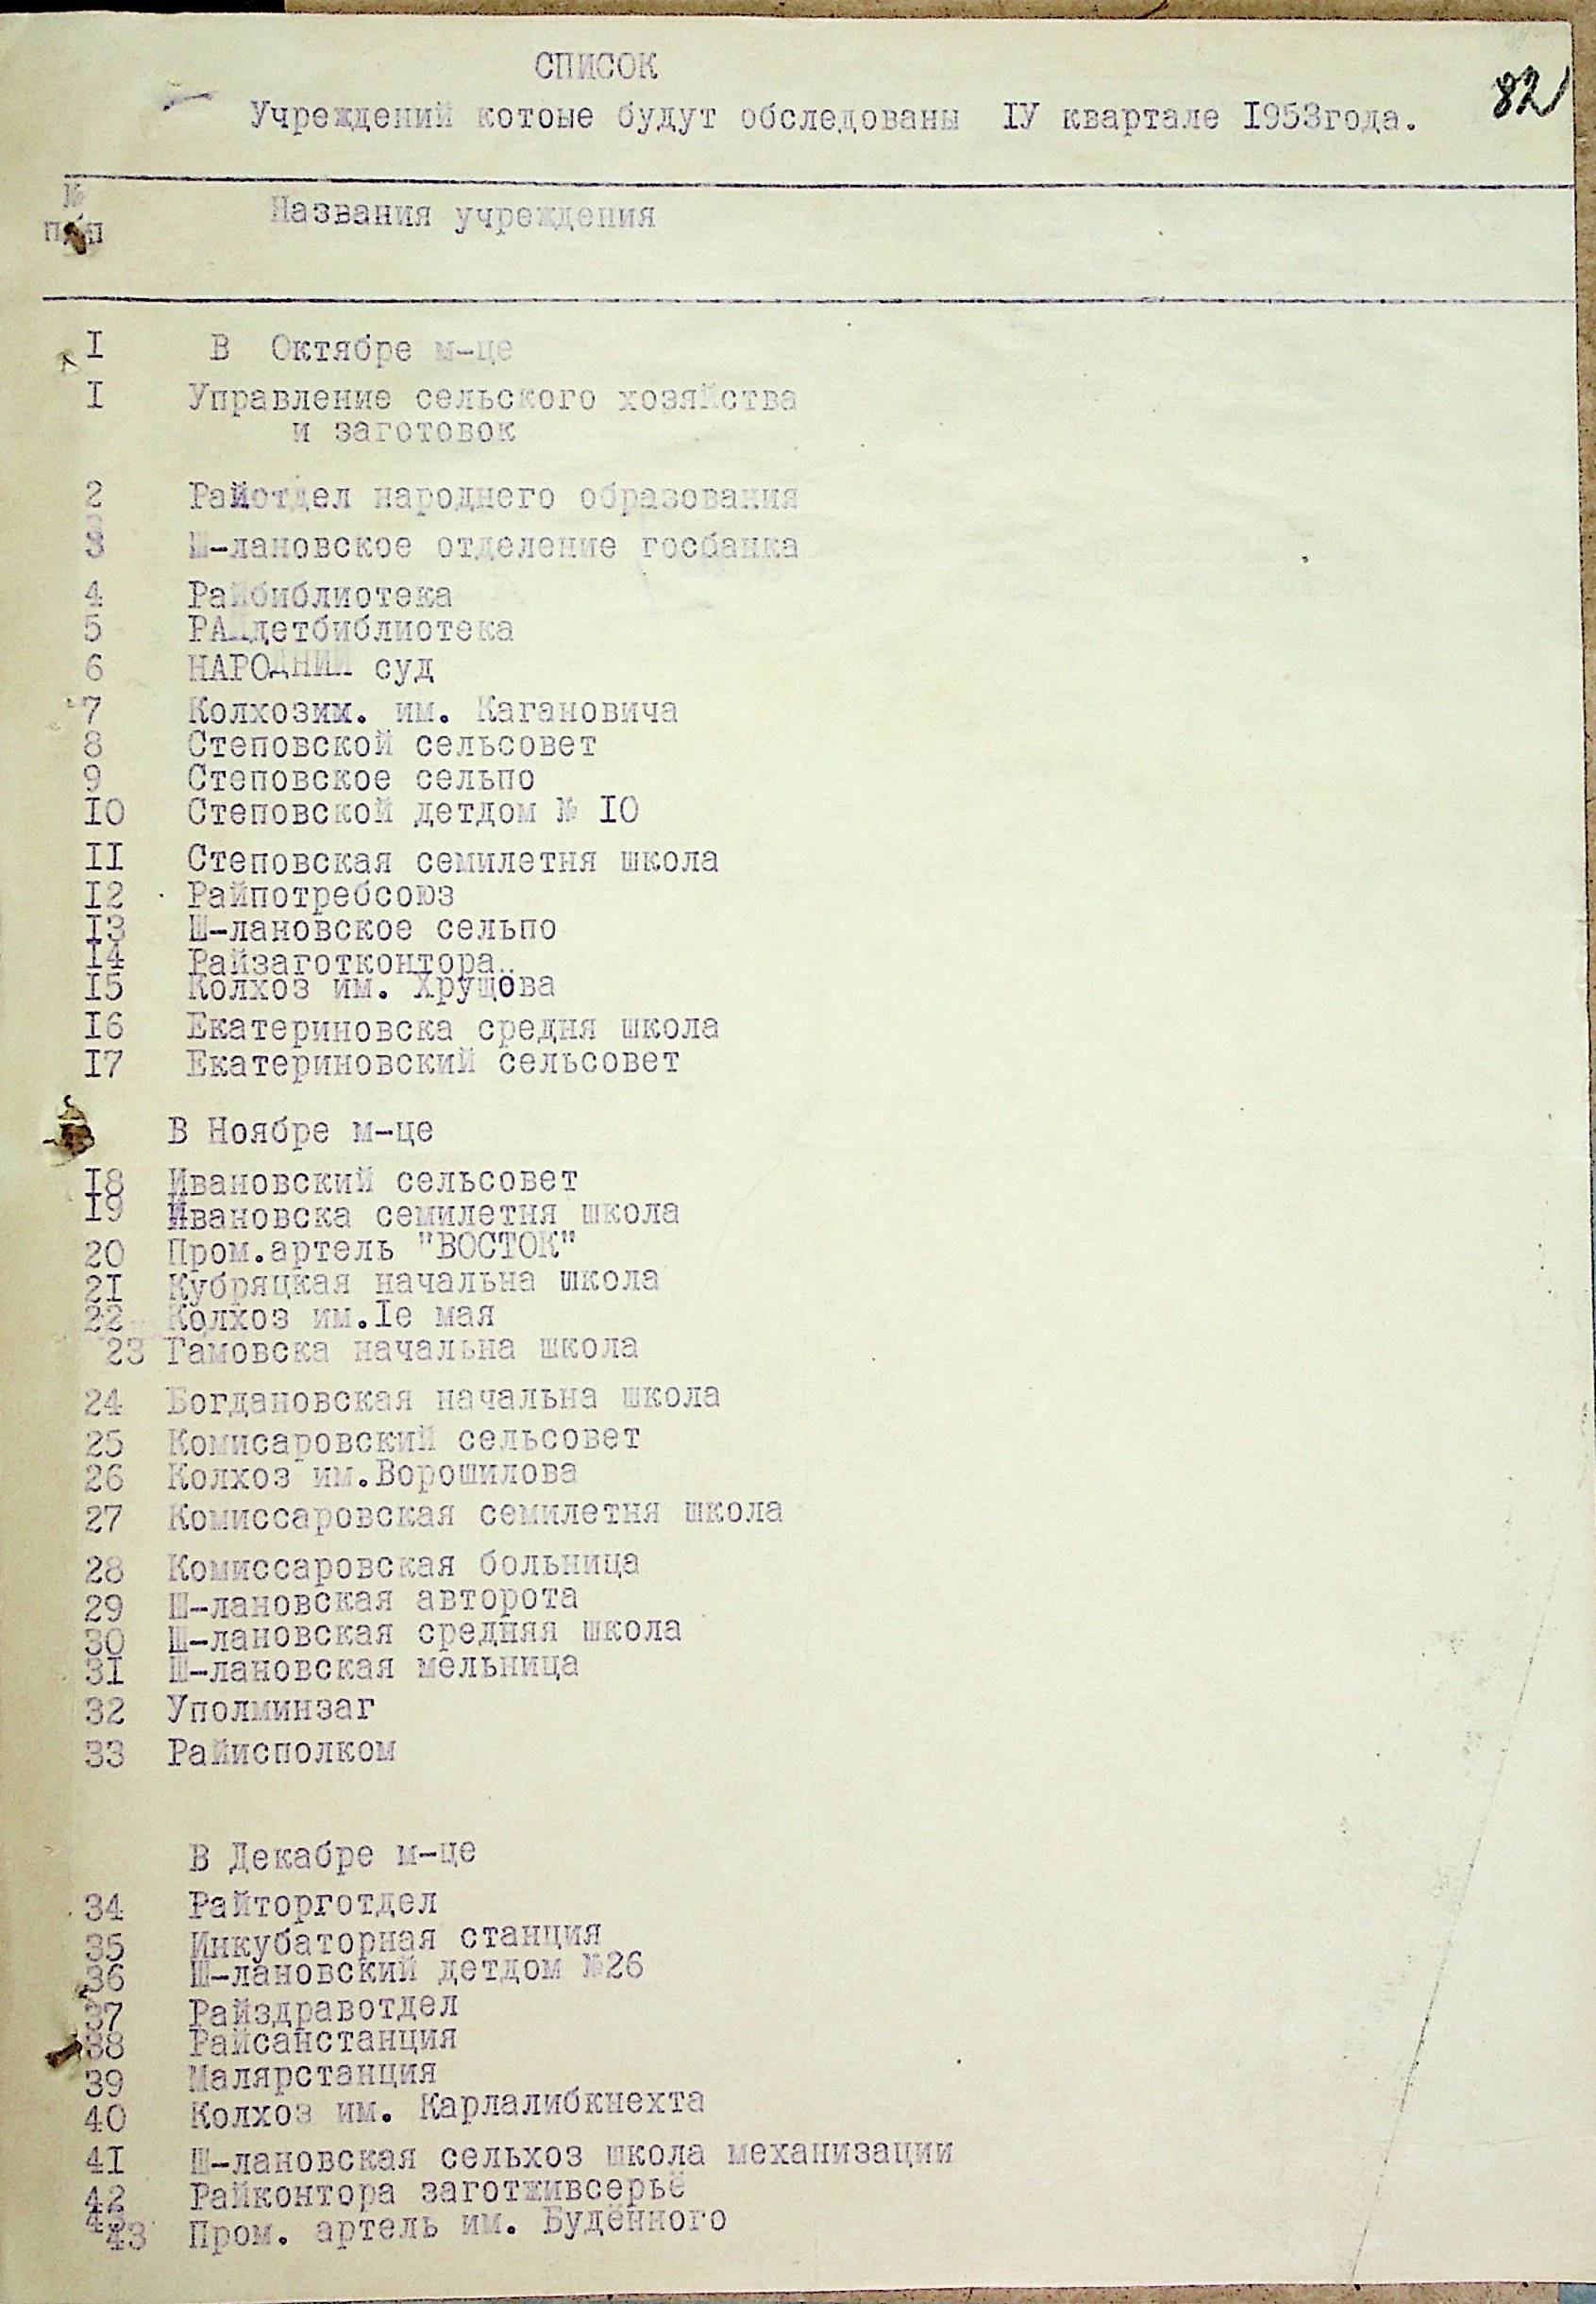 СПИСОК
82
Учреждений котоые будут обследованы IУ квартале I953года.
№
п/п
Названия учреждения
I В Октябре м-це
I Управление сельского хозяйства
и заготовок
2 Райотдел народнего образования
3 Ш-лановское отделение госбанка
4 Райбиблиотека
5 РАЙдетбиблиотека
6 НАРОДНИЙ суд
7 Колхозим. им. Кагановича
8 Степовской сельсовет
9 Степовское сельпо
IO Степовской детдом № IO
II Степовская семилетня школа
I2 Райпотребсоюз
I3 Ш-лановское сельпо
I4 Райзаготконтора
I5 Колхоз им. Хрущёва
I6 Екатериновска средня школа
I7 Екатериновский сельсовет
В Ноябре м-це
I8 Ивановский сельсовет
I9 Ивановска семилетня школа
20 Пром.артель "ВОСТОК"
2I Кубряцкая начальна школа
22 Колхоз им.Iе мая
23 Тамовска начальна школа
24 Богдановская начальна школа
25 Комисаровский сельсовет
26 Колхоз им.Ворошилова
27 Комиссаровская семилетня школа
28 Комиссаровская больница
29 Ш-лановская авторота
30 Ш-лановская средняя школа
3I Ш-лановская мельница
32 Уполминзаг
33 Райисполком
В Декабре м-це
34 Райторготдел
35 Инкубаторная станция
36 Ш-лановский детдом №26
37 Райздравотдел
38 Райсанстанция
39 Малярстанция
40 Колхоз им. Карлалибкнехта
4I Ш-лановская сельхоз школа механизации
42 Райконтора заготживсерьё
43
43 Пром. артель им. Будённого